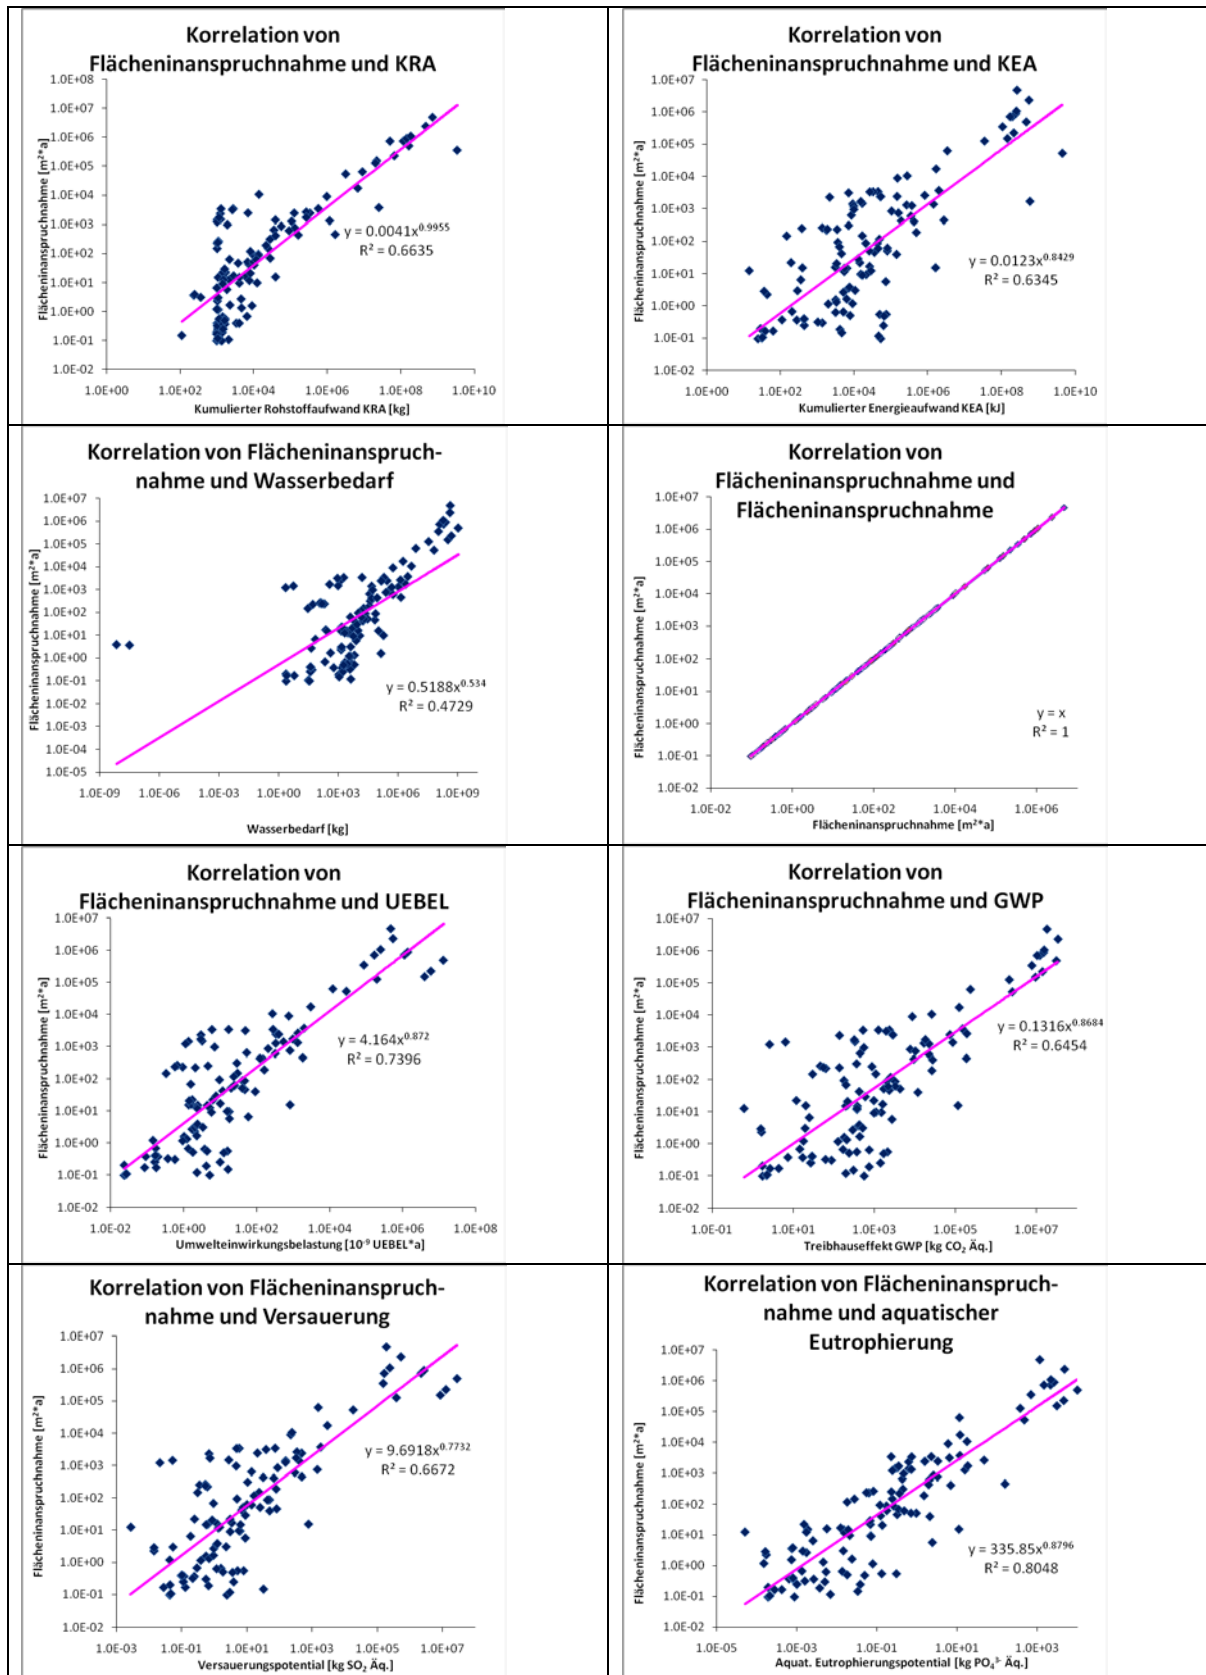 Korrelation von
Flächeninanspruchnahme und KRA
1.0E+08
1.0E+07
1.0E+06
1.0E+05
1.0E+04
1.0E+03
1.0E+02
1.0E+01
1.0E+00
1.0E-01
1.0E-02
Flächeninanspruchnahme [m²*a]
y = 0.0041x^0.9955
R² = 0.6635
1.0E+00 1.0E+02 1.0E+04 1.0E+06 1.0E+08 1.0E+10
Kumulierter Rohstoffaufwand KRA [kg]
Korrelation von
Flächeninanspruchnahme und KEA
1.0E+07
1.0E+06
1.0E+05
1.0E+04
1.0E+03
1.0E+02
1.0E+01
1.0E+00
1.0E-01
1.0E-02
Flächeninanspruchnahme [m²*a]
y = 0.0123x^0.8429
R² = 0.6345
1.0E+00 1.0E+02 1.0E+04 1.0E+06 1.0E+08 1.0E+10
Kumulierter Energieaufwand KEA [kJ]
Korrelation von Flächeninanspruch-
nahme und Wasserbedarf
1.0E+07
1.0E+06
1.0E+05
1.0E+04
1.0E+03
1.0E+02
1.0E+01
1.0E+00
1.0E-01
1.0E-02
1.0E-03
1.0E-04
1.0E-05
Flächeninanspruchnahme [m²*a]
y = 0.5188x^0.534
R² = 0.4729
1.0E-09 1.0E-06 1.0E-03 1.0E+00 1.0E+03 1.0E+06 1.0E+09
Wasserbedarf [kg]
Korrelation von
Flächeninanspruchnahme und
Flächeninanspruchnahme
1.0E+07
1.0E+06
1.0E+05
1.0E+04
1.0E+03
1.0E+02
1.0E+01
1.0E+00
1.0E-01
1.0E-02
Flächeninanspruchnahme [m²*a]
y = x
R² = 1
1.0E-02 1.0E+00 1.0E+02 1.0E+04 1.0E+06
Flächeninanspruchnahme [m²*a]
Korrelation von
Flächeninanspruchnahme und UEBEL
1.0E+07
1.0E+06
1.0E+05
1.0E+04
1.0E+03
1.0E+02
1.0E+01
1.0E+00
1.0E-01
1.0E-02
Flächeninanspruchnahme [m²*a]
y = 4.164x^0.872
R² = 0.7396
1.0E-02 1.0E+00 1.0E+02 1.0E+04 1.0E+06 1.0E+08
Umwelteinwirkungsbelastung [10⁻⁹ UEBEL*a]
Korrelation von
Flächeninanspruchnahme und GWP
1.0E+07
1.0E+06
1.0E+05
1.0E+04
1.0E+03
1.0E+02
1.0E+01
1.0E+00
1.0E-01
1.0E-02
Flächeninanspruchnahme [m²*a]
y = 0.1316x^0.8684
R² = 0.6454
1.0E-01 1.0E+01 1.0E+03 1.0E+05 1.0E+07
Treibhauseffekt GWP [kg CO₂ Äq.]
Korrelation von Flächeninanspruch-
nahme und Versauerung
1.0E+07
1.0E+06
1.0E+05
1.0E+04
1.0E+03
1.0E+02
1.0E+01
1.0E+00
1.0E-01
1.0E-02
Flächeninanspruchnahme [m²*a]
y = 9.6918x^0.7732
R² = 0.6672
1.0E-03 1.0E-01 1.0E+01 1.0E+03 1.0E+05 1.0E+07
Versauerungspotential [kg SO₂ Äq.]
Korrelation von Flächeninanspruch-
nahme und aquatischer
Eutrophierung
1.0E+07
1.0E+06
1.0E+05
1.0E+04
1.0E+03
1.0E+02
1.0E+01
1.0E+00
1.0E-01
1.0E-02
Flächeninanspruchnahme [m²*a]
y = 335.85x^0.8796
R² = 0.8048
1.0E-05 1.0E-03 1.0E-01 1.0E+01 1.0E+03
Aquat. Eutrophierungspotential [kg PO₄³⁻ Äq.]